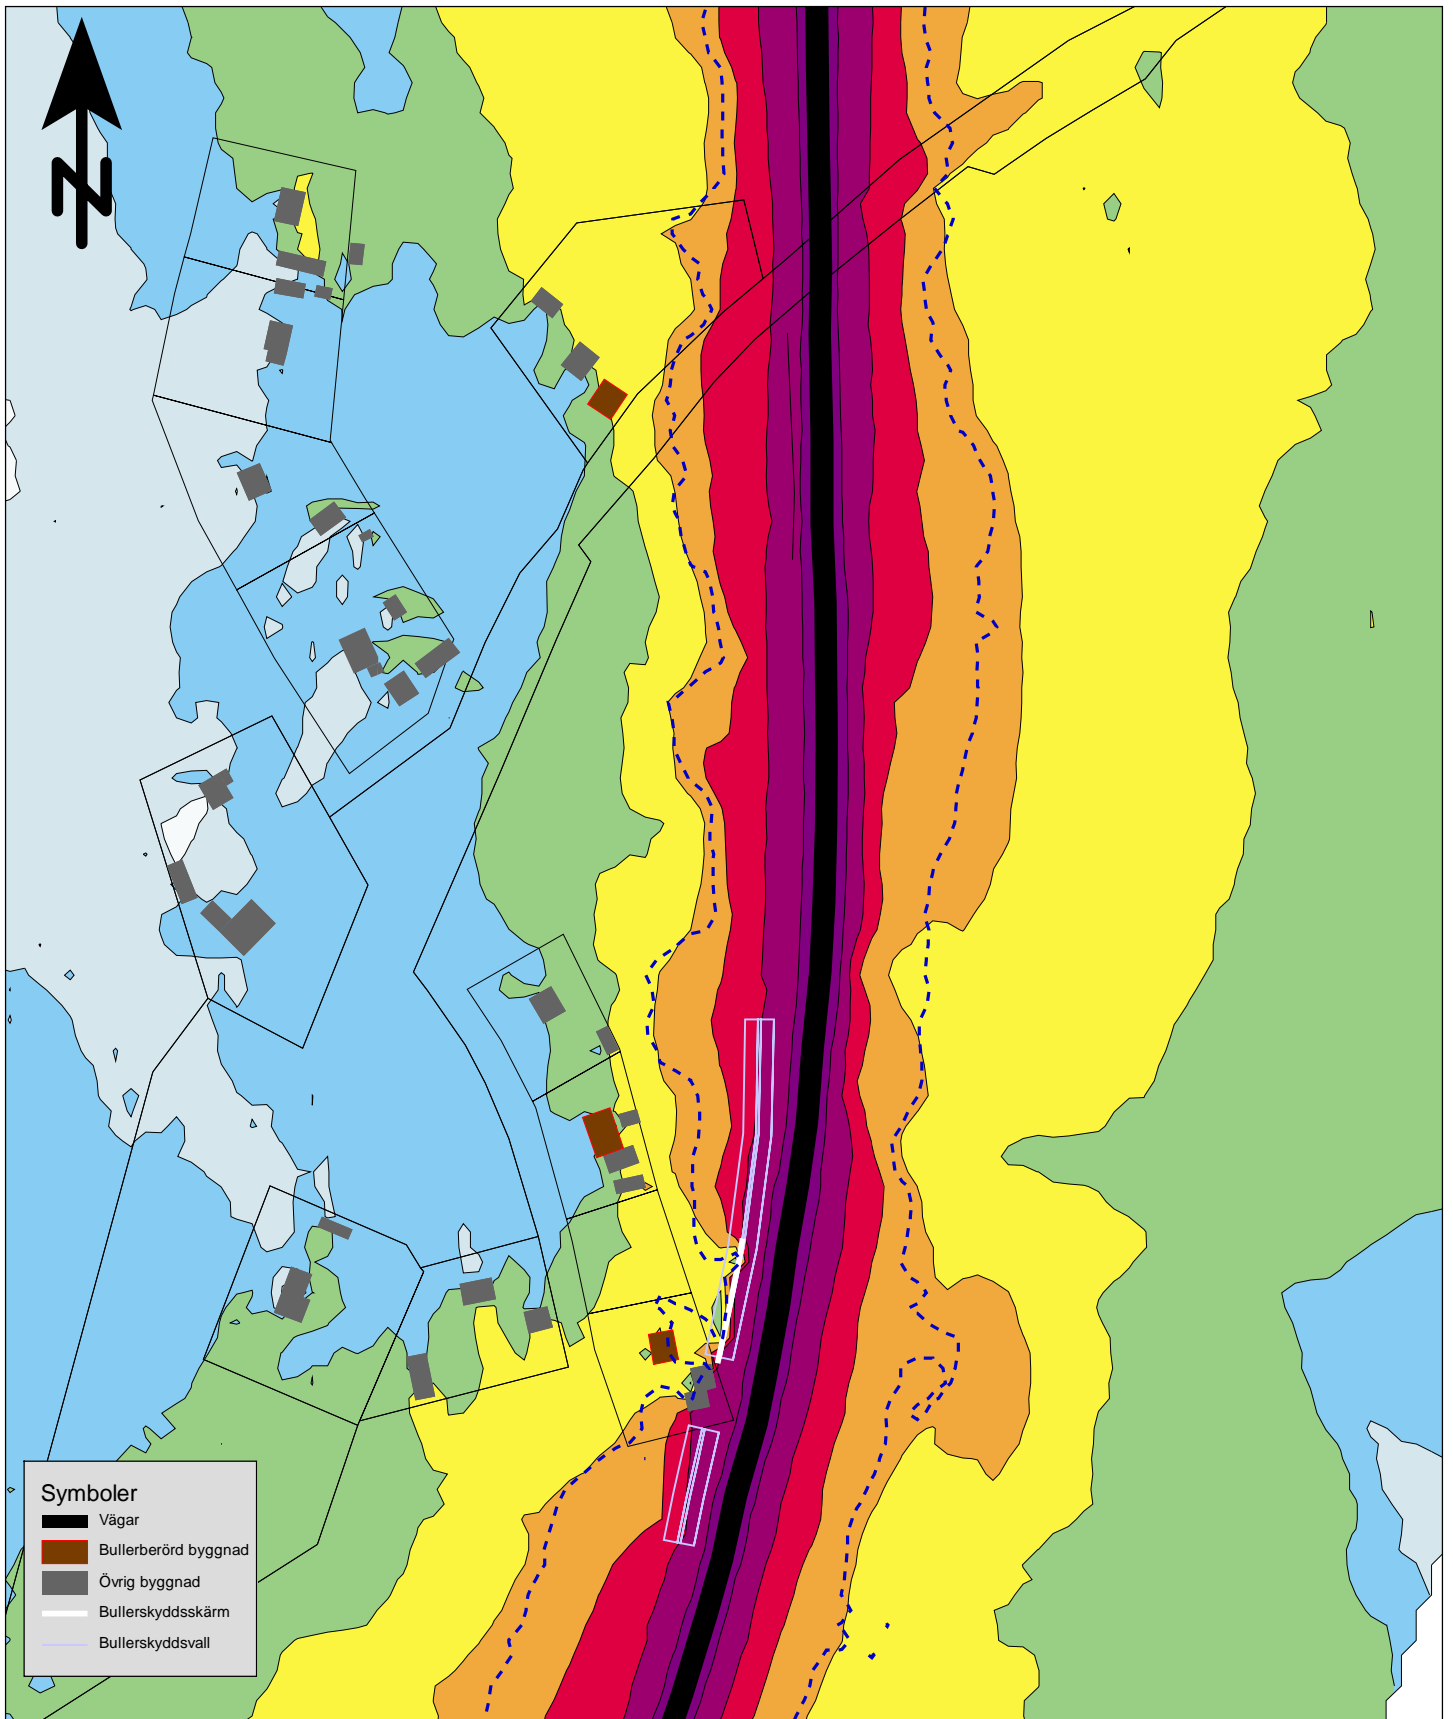 N
Symboler
Vägar
Bullerberörd byggnad
Övrig byggnad
Bullerskyddsskärm
Bullerskyddsvall